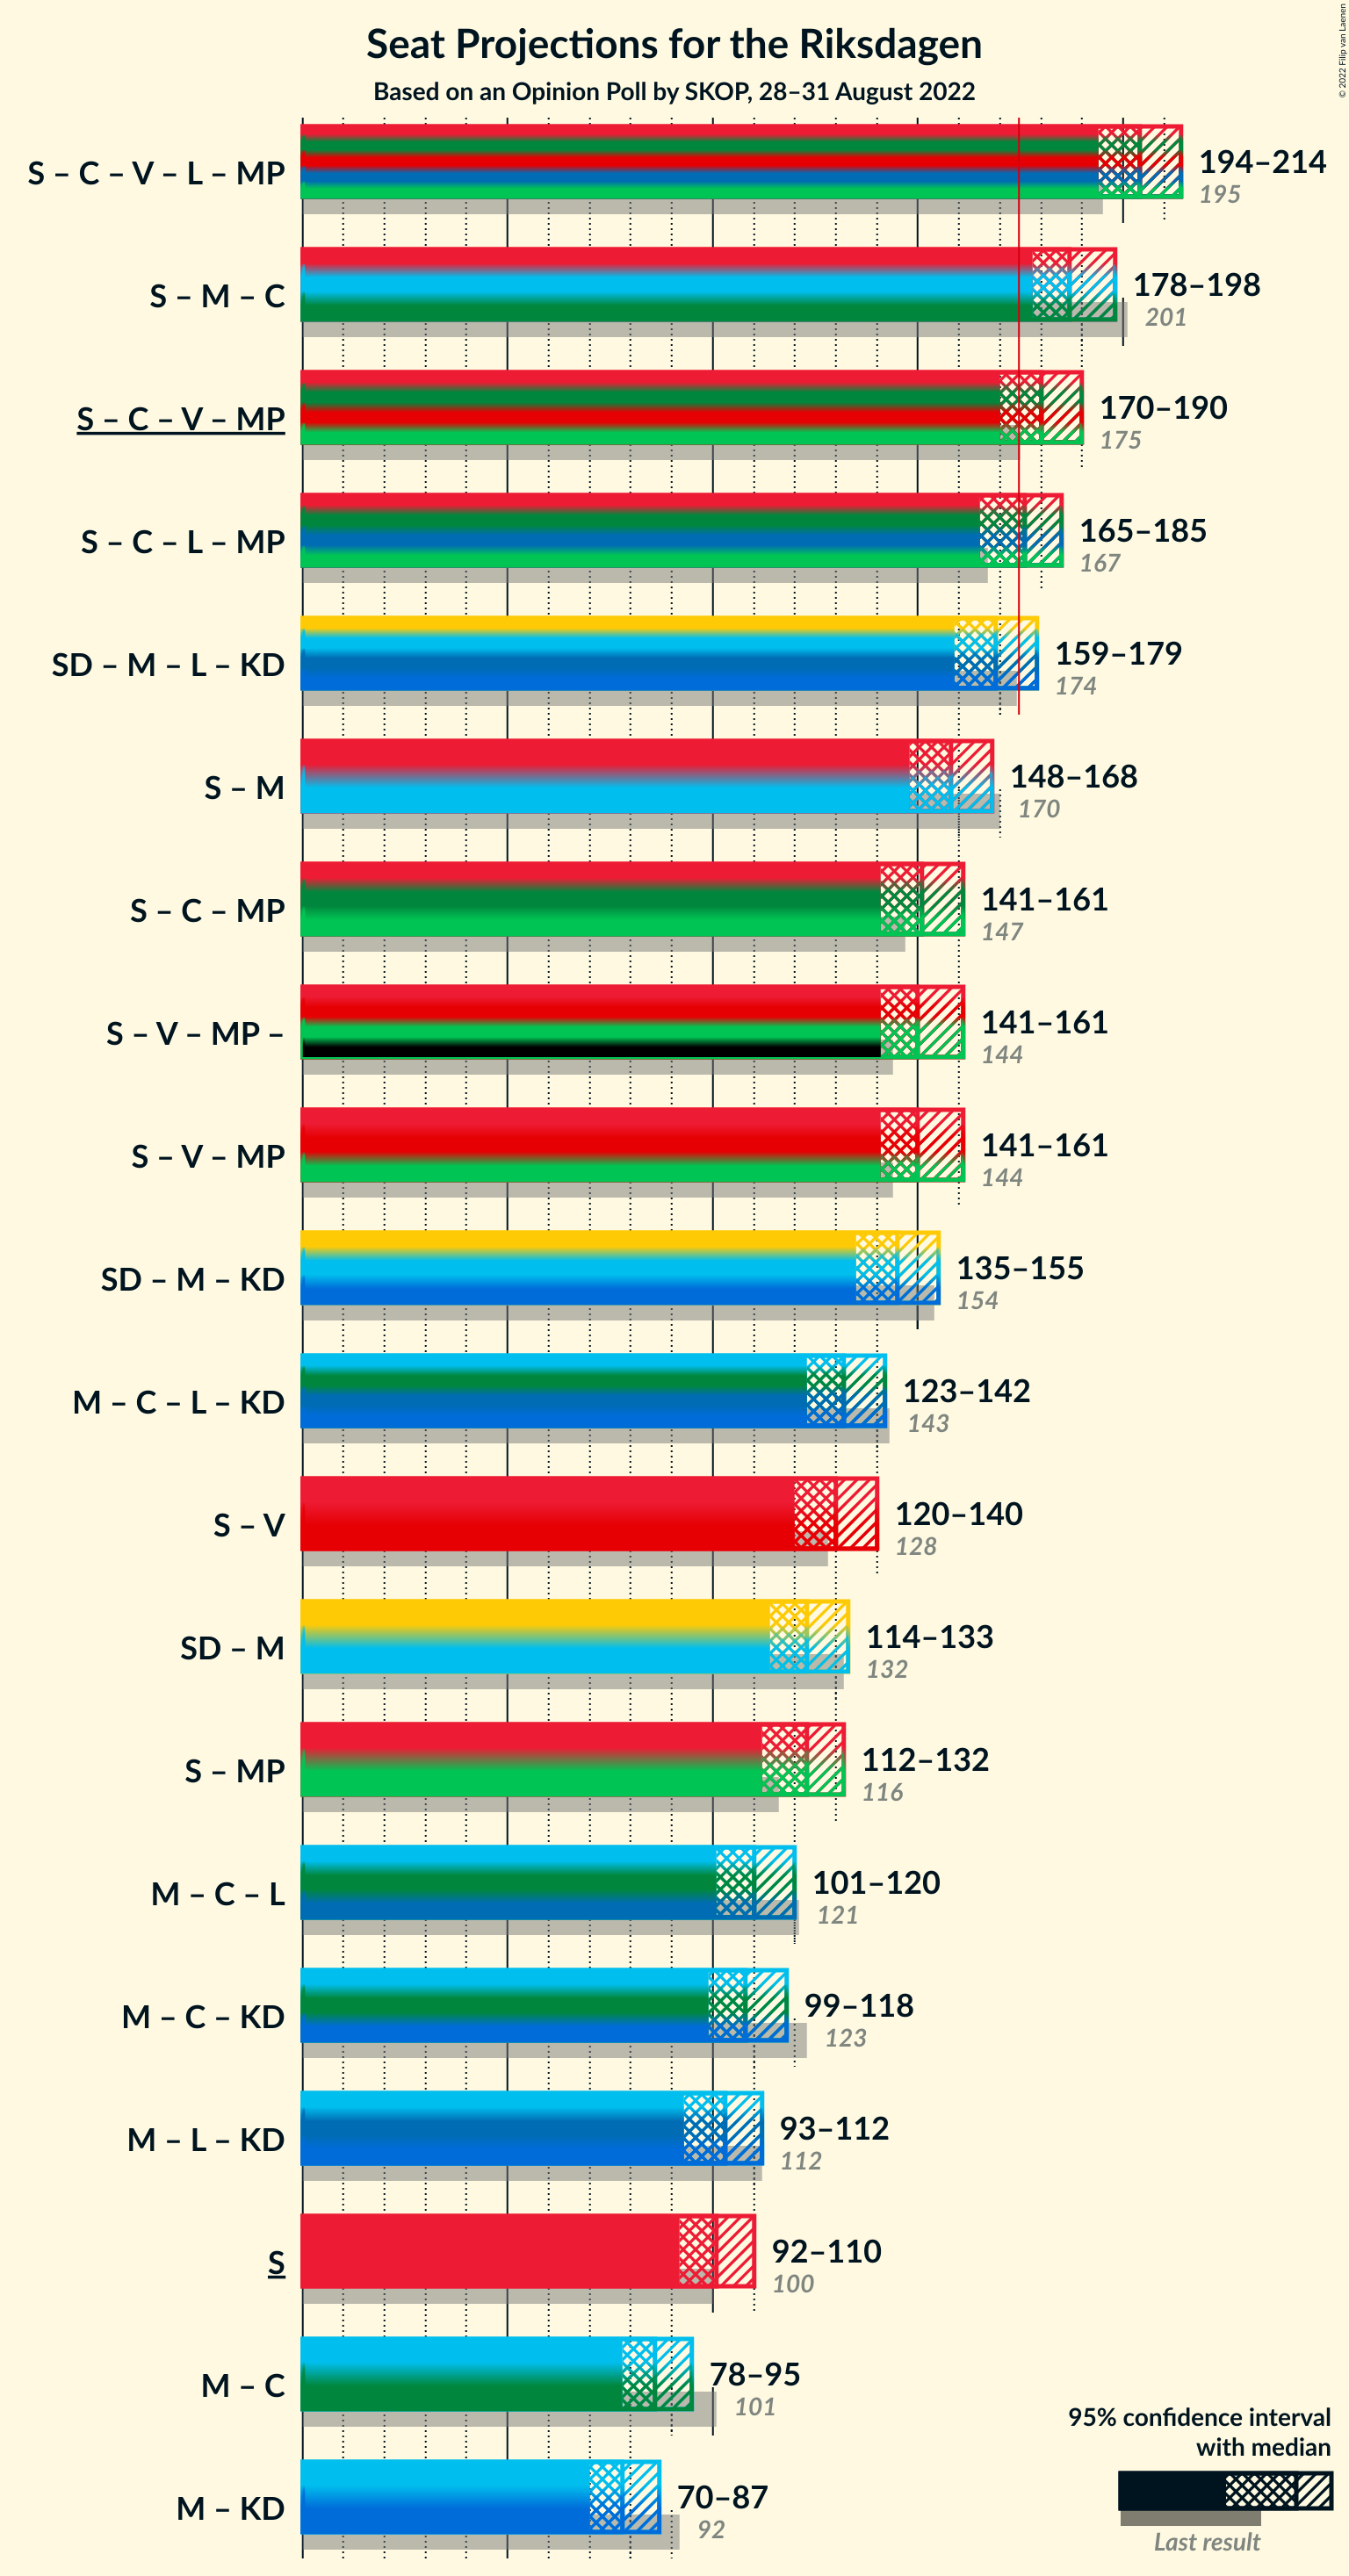 Seat Projections for the Riksdagen
Based on an Opinion Poll by SKOP, 28–31 August 2022
© 2022 Filip van Laenen
S – C – V – L – MP
194–214
195
S – M – C
178–198
201
S – C – V – MP
170–190
175
S – C – L – MP
165–185
167
SD – M – L – KD
159–179
174
S – M
148–168
170
S – C – MP
141–161
147
S – V – MP –
141–161
144
S – V – MP
141–161
144
SD – M – KD
135–155
154
M – C – L – KD
123–142
143
S – V
120–140
128
SD – M
114–133
132
S – MP
112–132
116
M – C – L
101–120
121
M – C – KD
99–118
123
M – L – KD
93–112
112
S
92–110
100
M – C
78–95
101
M – KD
70–87
92
95% confidence interval
with median
Last result